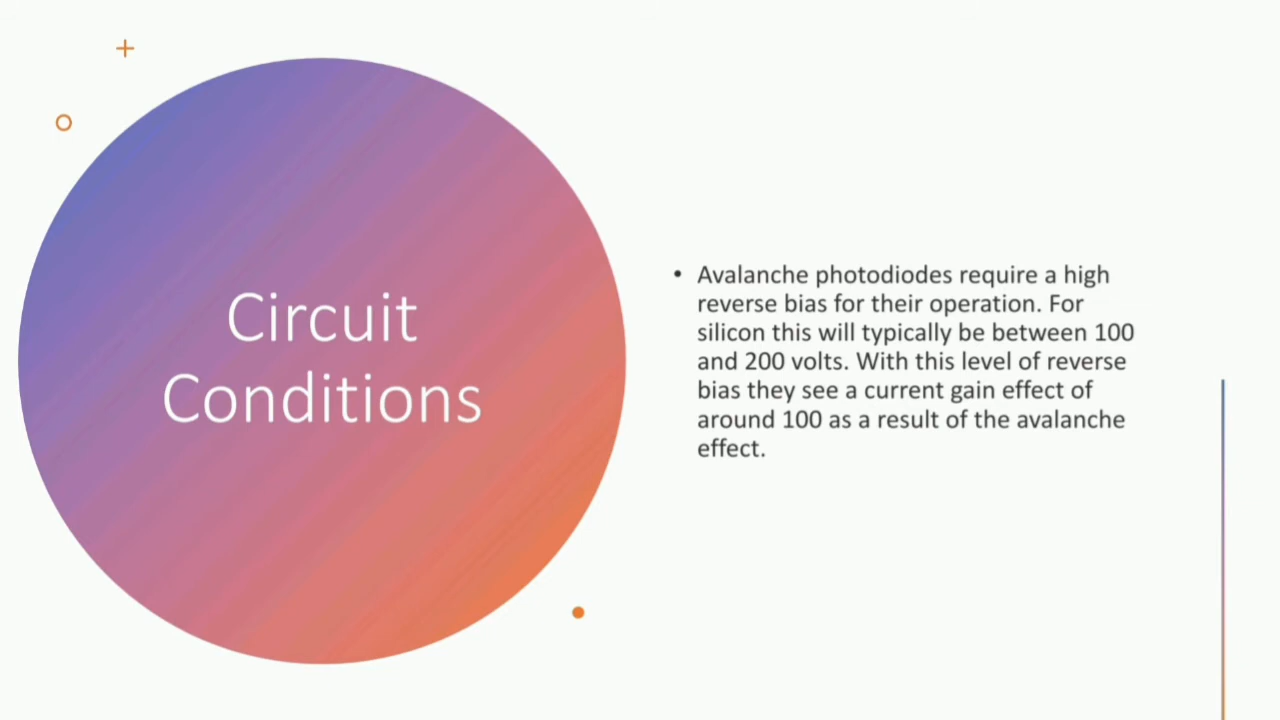 Circuit
Conditions
• Avalanche photodiodes require a high
reverse bias for their operation. For
silicon this will typically be between 100
and 200 volts. With this level of reverse
bias they see a current gain effect of
around 100 as a result of the avalanche
effect.